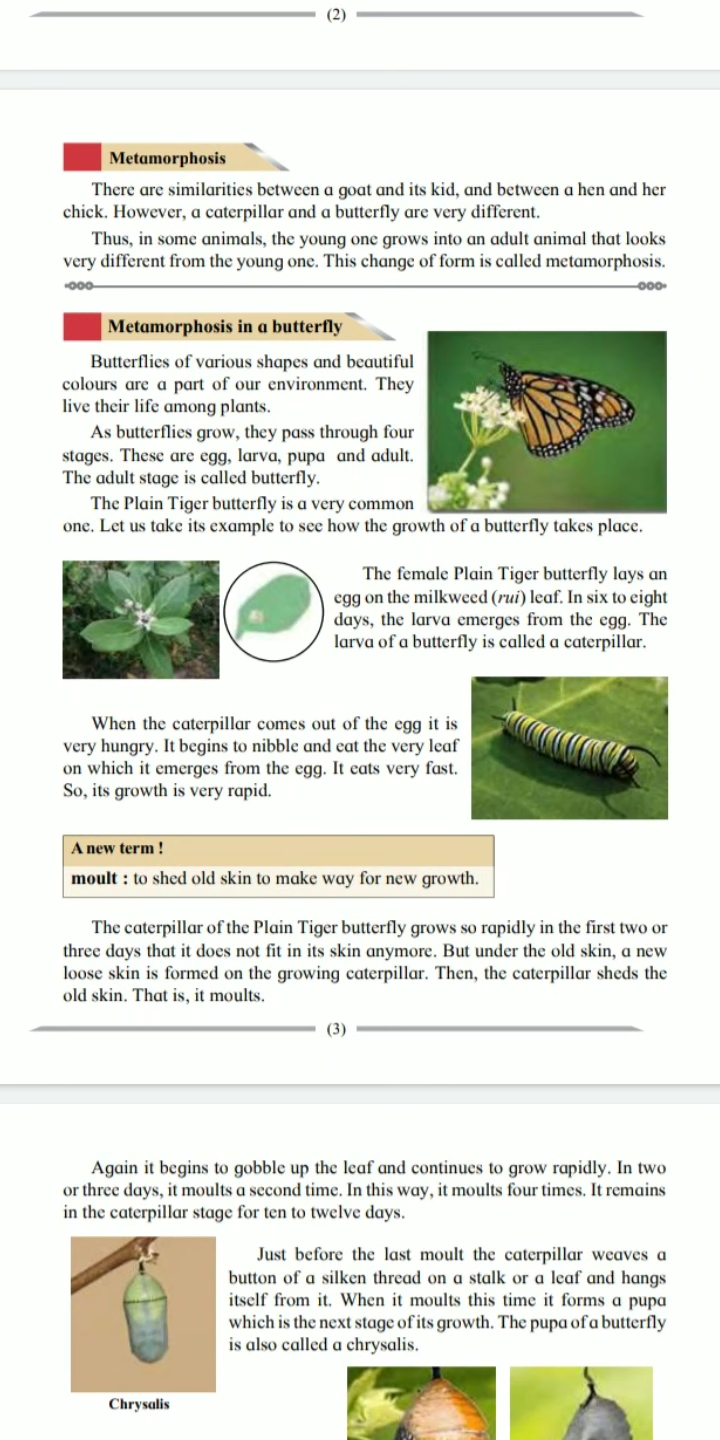 (2)
Metamorphosis
There are similarities between a goat and its kid, and between a hen and her
chick. However, a caterpillar and a butterfly are very different.
Thus, in some animals, the young one grows into an adult animal that looks
very different from the young one. This change of form is called metamorphosis.
Metamorphosis in a butterfly
Butterflies of various shapes and beautiful
colours are a part of our environment. They
live their life among plants.
As butterflies grow, they pass through four
stages. These are egg, larva, pupa and adult.
The adult stage is called butterfly.
The Plain Tiger butterfly is a very common
one. Let us take its example to see how the growth of a butterfly takes place.
The female Plain Tiger butterfly lays an
egg on the milkweed (rui) leaf. In six to eight
days, the larva emerges from the egg. The
larva of a butterfly is called a caterpillar.
When the caterpillar comes out of the egg it is
very hungry. It begins to nibble and eat the very leaf
on which it emerges from the egg. It eats very fast.
So, its growth is very rapid.
A new term !
moult : to shed old skin to make way for new growth.
The caterpillar of the Plain Tiger butterfly grows so rapidly in the first two or
three days that it does not fit in its skin anymore. But under the old skin, a new
loose skin is formed on the growing caterpillar. Then, the caterpillar sheds the
old skin. That is, it moults.
(3)
Again it begins to gobble up the leaf and continues to grow rapidly. In two
or three days, it moults a second time. In this way, it moults four times. It remains
in the caterpillar stage for ten to twelve days.
Just before the last moult the caterpillar weaves a
button of a silken thread on a stalk or a leaf and hangs
itself from it. When it moults this time it forms a pupa
which is the next stage of its growth. The pupa of a butterfly
is also called a chrysalis.
Chrysalis